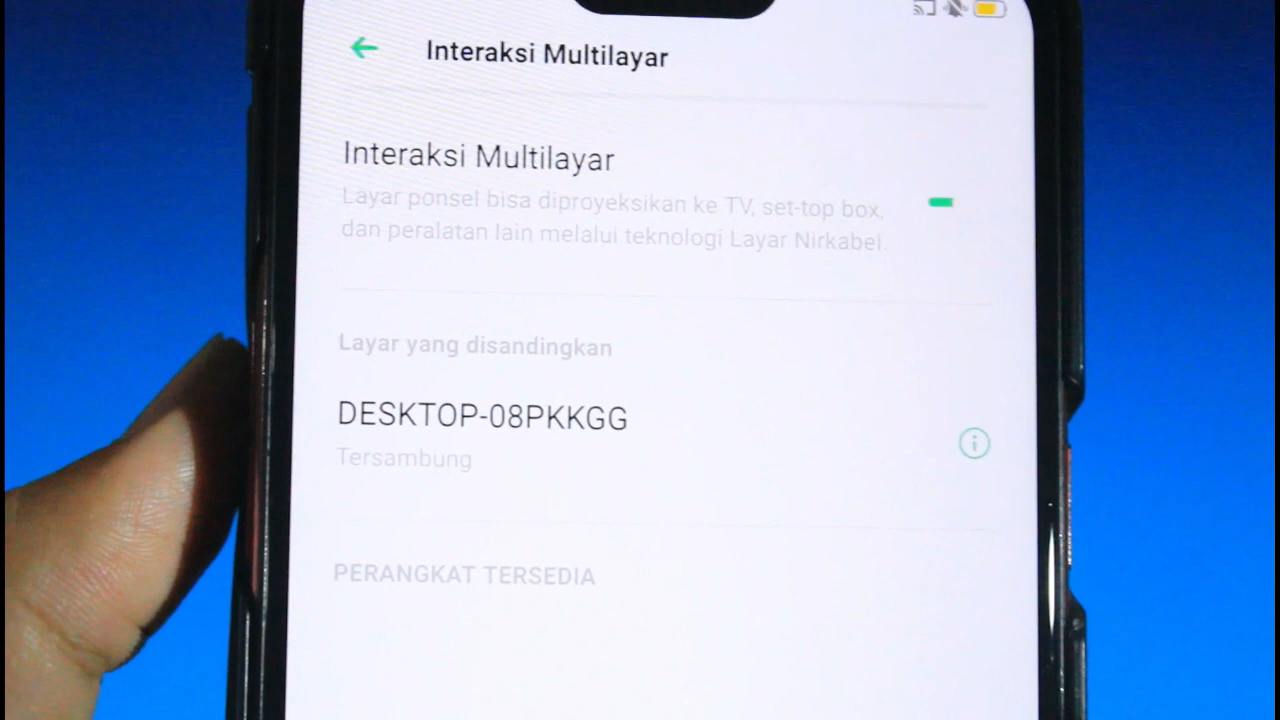 Interaksi Multilayar
Interaksi Multilayar
Layar ponsel bisa diproyeksikan ke TV, set-top box,
dan peralatan lain melalui teknologi Layar Nirkabel.
Layar yang disandingkan
DESKTOP-08PKKGG
Tersambung
PERANGKAT TERSEDIA